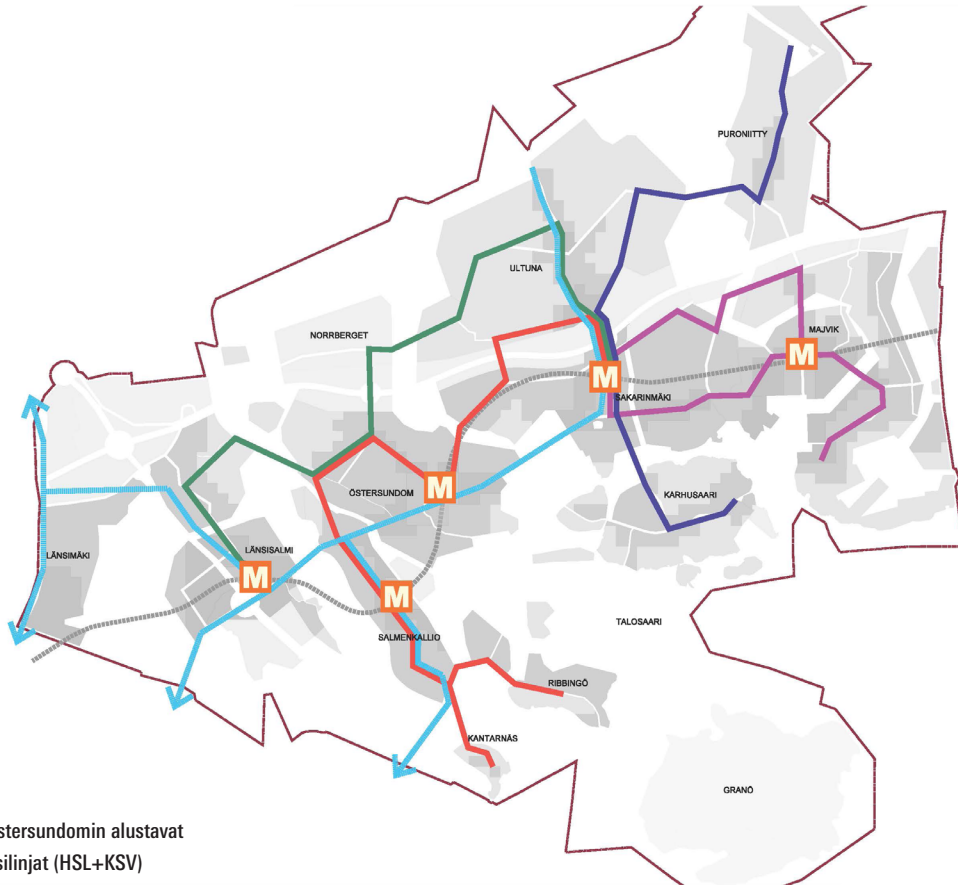 PURONIITTY
ULTUNA
NORRBERGET
MAJVIK
M
M
SAKARINMÄKI
ÖSTERSUNDOM
M
KARHUSAARI
LÄNSIMÄKI
LÄNSISALMI
M
M
TALOSAARI
SALMENKALLIO
RIBBINGÖ
KANTARNÄS
GRANÖ
stersundomin alustavat
silinjat (HSL+KSV)